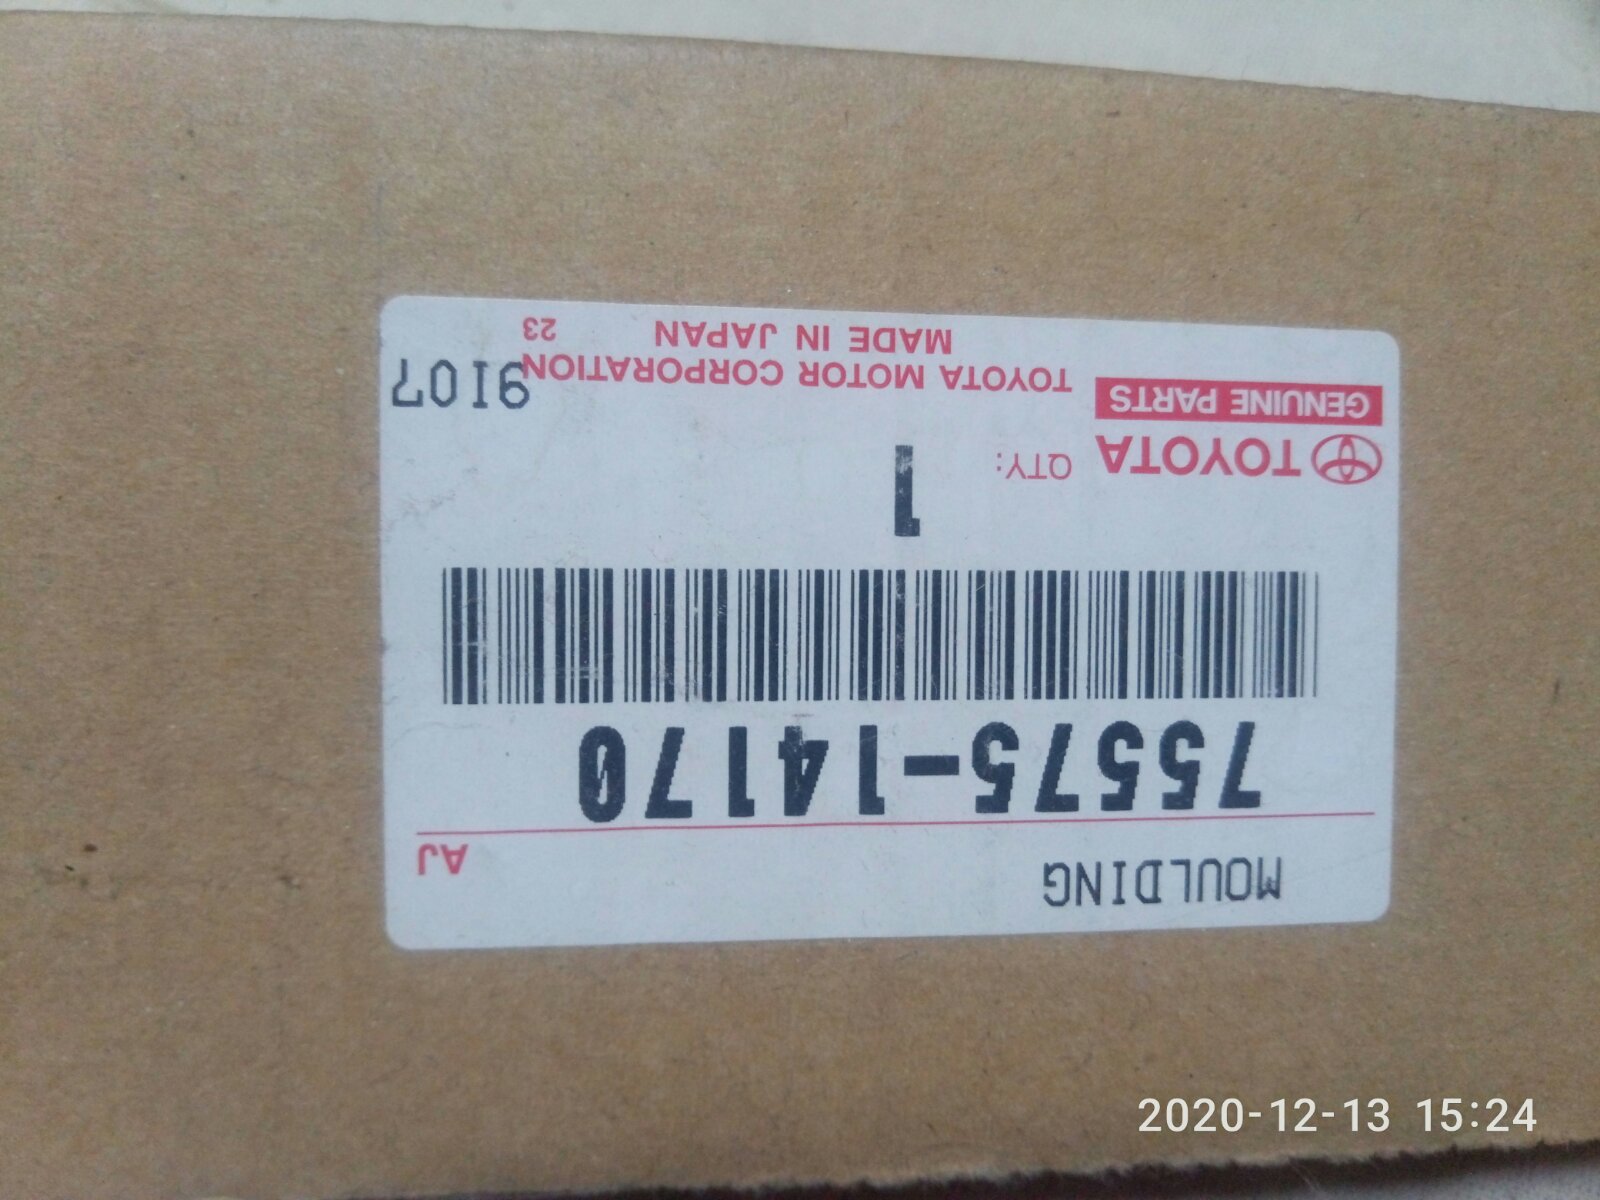 MOULDING
AJ
75575-14170
TOYOTA
QTY:
1
GENUINE PARTS
TOYOTA MOTOR CORPORATION
9I07
MADE IN JAPAN
23
2020-12-13 15:24